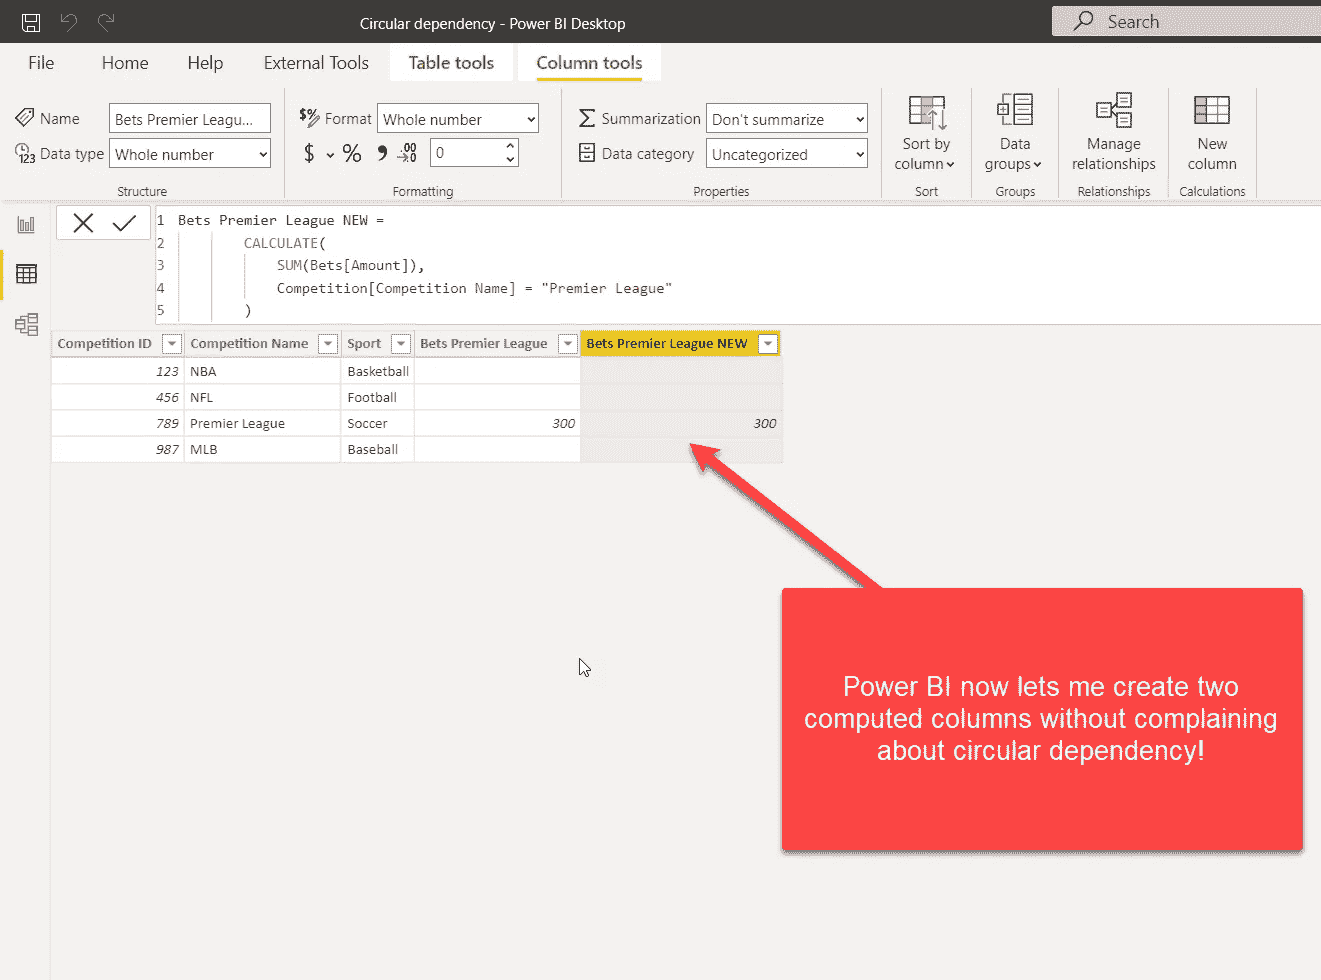 Circular dependency - Power BI Desktop
Search
File Home Help External Tools Table tools Column tools
Name Bets Premier Leagu... $% Format Whole number Summarization Don't summarize
Data type Whole number $ % 0 Data category Uncategorized
Sort by column
Data groups
Manage relationships
New column
Structure Formatting Properties Sort Groups Relationships Calculations
1 Bets Premier League NEW =
2 CALCULATE(
3 SUM(Bets[Amount]),
4 Competition[Competition Name] = "Premier League"
5 )
Competition ID Competition Name Sport Bets Premier League Bets Premier League NEW
123 NBA Basketball
456 NFL Football
789 Premier League Soccer 300 300
987 MLB Baseball
Power BI now lets me create two
computed columns without complaining
about circular dependency!